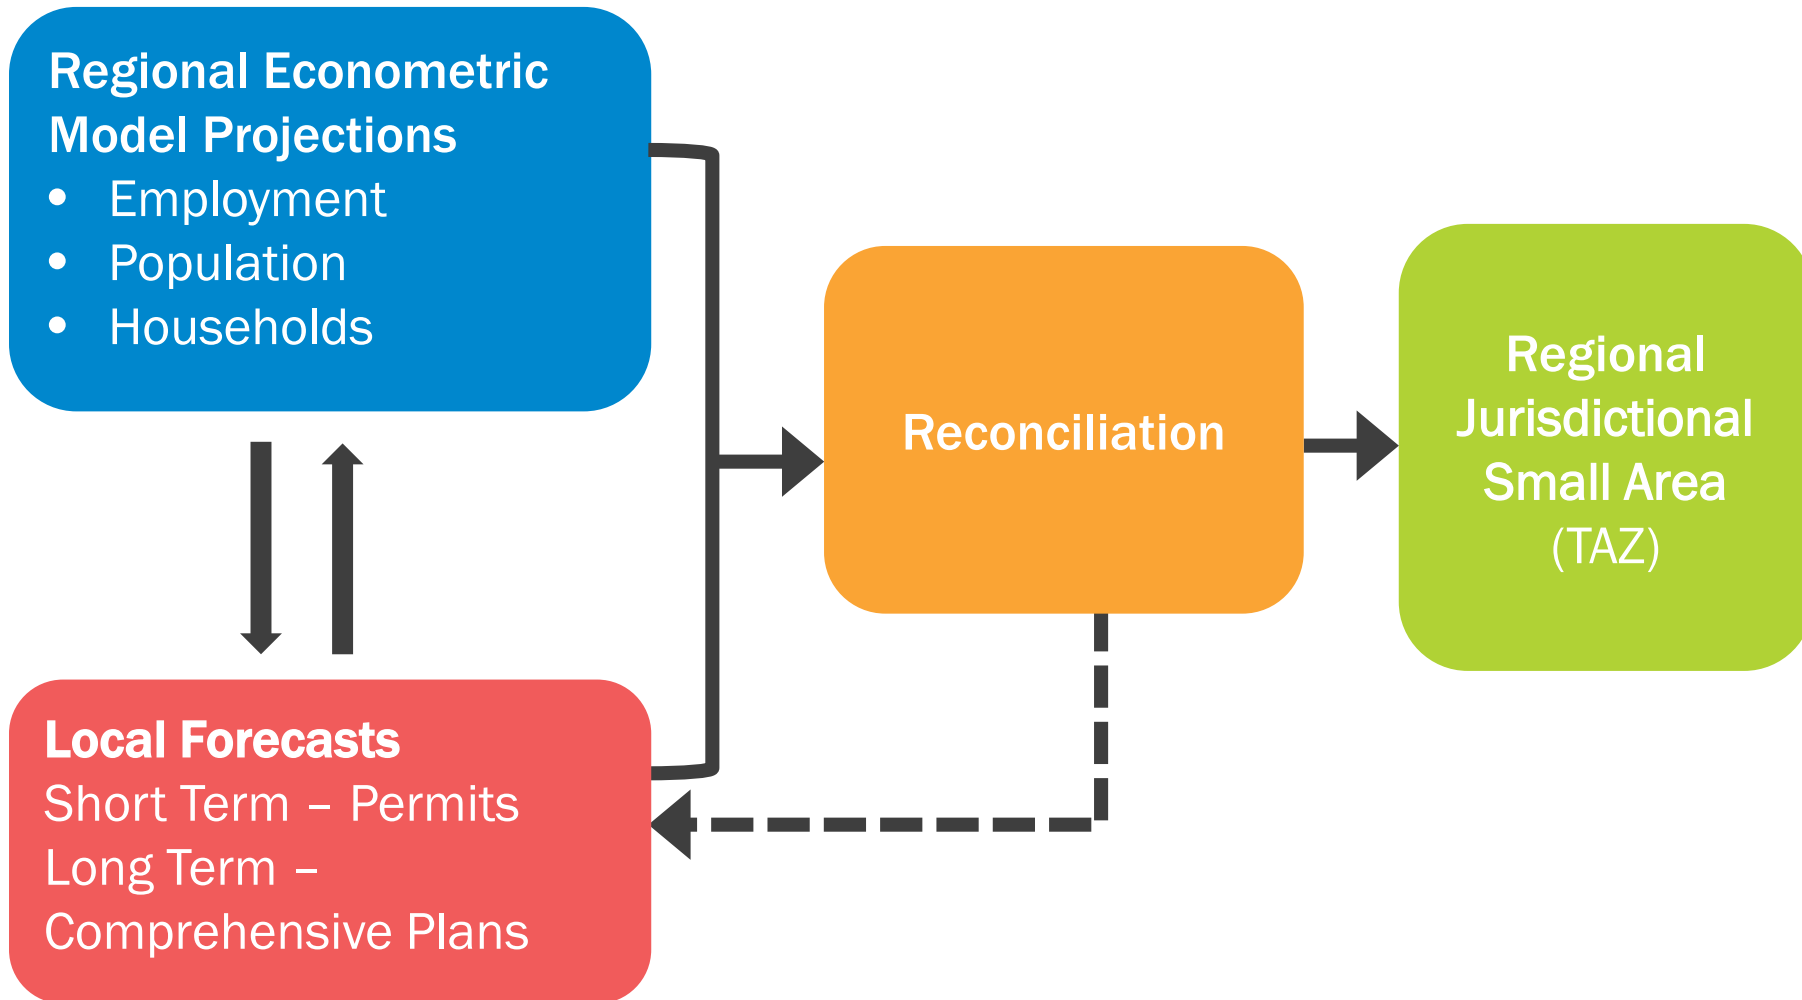 Regional Econometric
Model Projections
• Employment
• Population
• Households
Local Forecasts
Short Term – Permits
Long Term –
Comprehensive Plans
Reconciliation
Regional
Jurisdictional
Small Area
(TAZ)